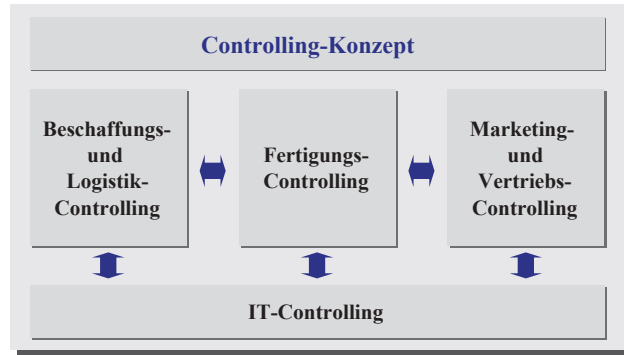 Controlling-Konzept
Beschaffungs-
und
Logistik-
Controlling
Fertigungs-
Controlling
Marketing-
und
Vertriebs-
Controlling
IT-Controlling